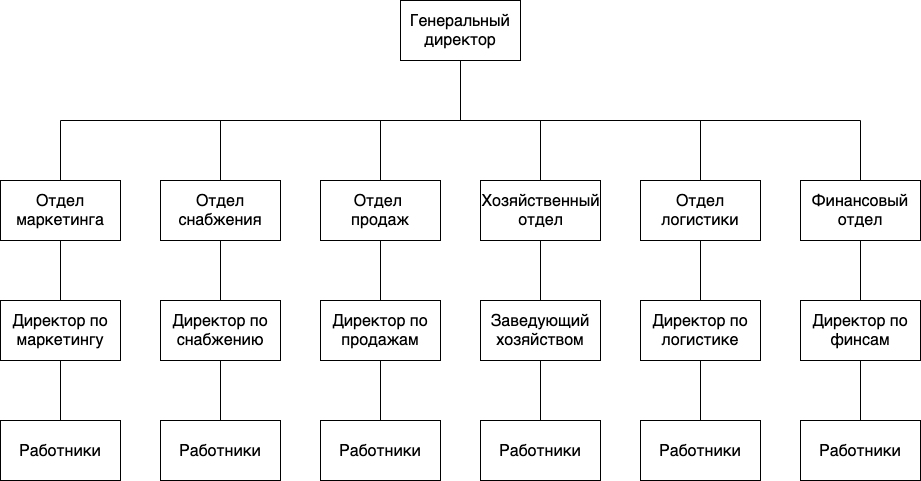 Генеральный
директор
Отдел
маркетинга
Отдел
снабжения
Отдел
продаж
Хозяйственный
отдел
Отдел
логистики
Финансовый
отдел
Директор по
маркетингу
Директор по
снабжению
Директор по
продажам
Заведующий
хозяйством
Директор по
логистике
Директор по
финсам
Работники
Работники
Работники
Работники
Работники
Работники